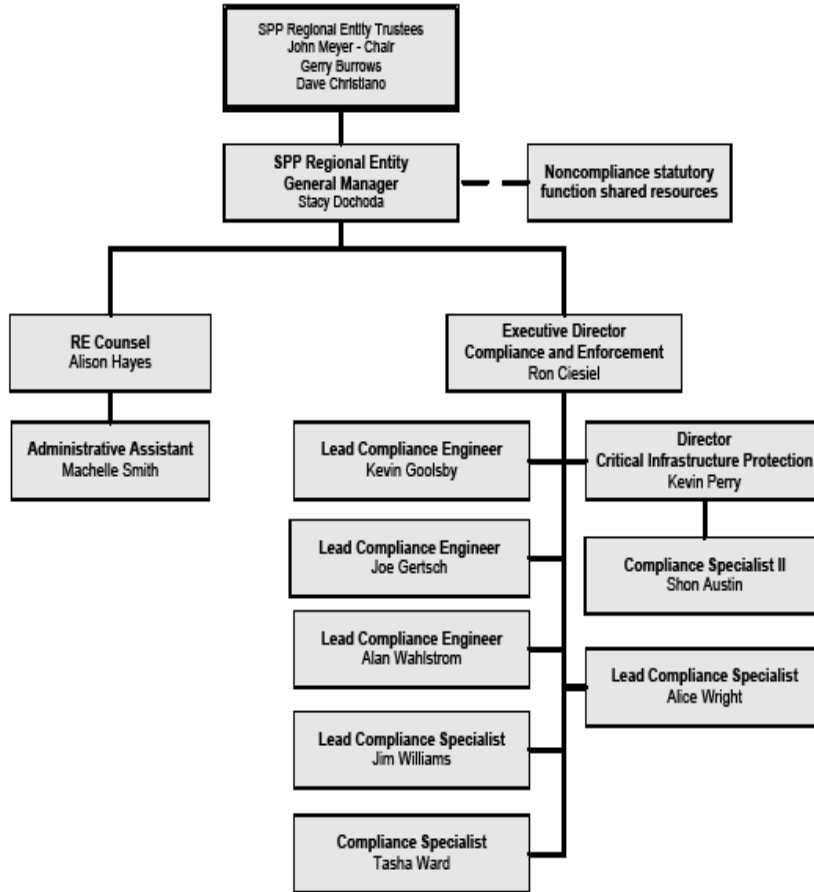 SPP Regional Entity Trustees
John Meyer - Chair
Gerry Burrows
Dave Christiano
SPP Regional Entity
General Manager
Stacy Dochoda
Noncompliance statutory
function shared resources
RE Counsel
Alison Hayes
Executive Director
Compliance and Enforcement
Ron Ciesiel
Administrative Assistant
Machelle Smith
Lead Compliance Engineer
Kevin Goolsby
Director
Critical Infrastructure Protection
Kevin Perry
Lead Compliance Engineer
Joe Gertsch
Compliance Specialist II
Shon Austin
Lead Compliance Engineer
Alan Wahlstrom
Lead Compliance Specialist
Alice Wright
Lead Compliance Specialist
Jim Williams
Compliance Specialist
Tasha Ward